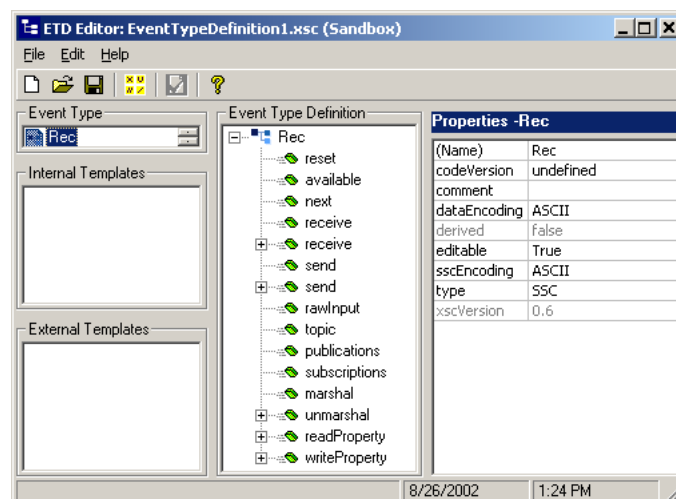 ETD Editor: EventTypeDefinition1.xsc (Sandbox)
File Edit Help
Event Type
Rec
Internal Templates
External Templates
Event Type Definition
Rec
reset
available
next
receive
receive
send
send
rawInput
topic
publications
subscriptions
marshal
unmarshal
readProperty
writeProperty
Properties -Rec
(Name) Rec
codeVersion undefined
comment
dataEncoding ASCII
derived false
editable True
sscEncoding ASCII
type SSC
xscVersion 0.6
8/26/2002 1:24 PM